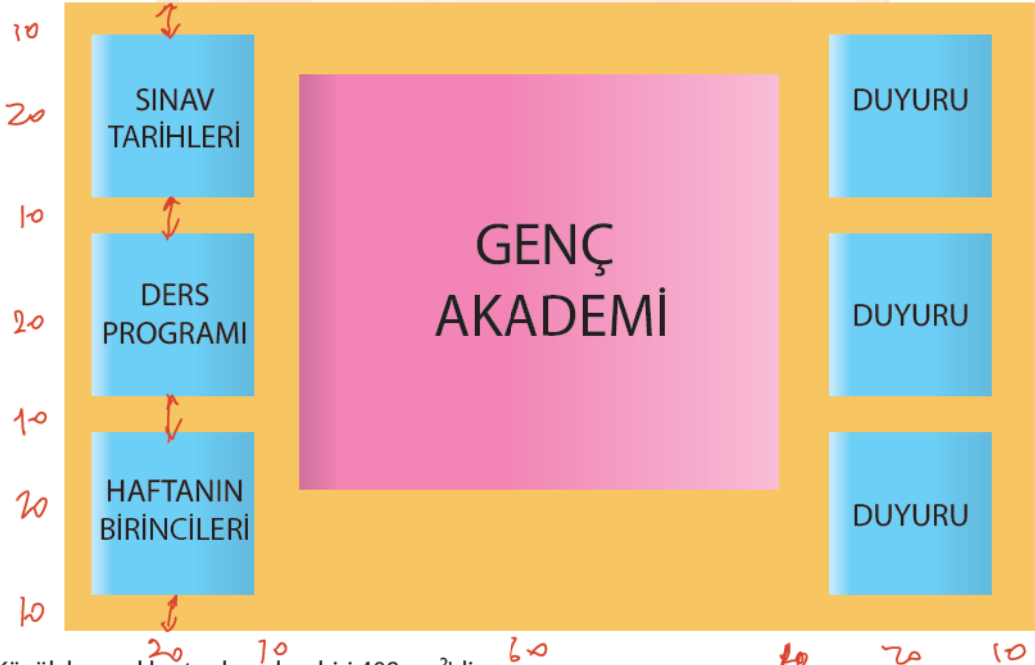 10
SINAV
TARİHLERİ
DUYURU
20
10
GENÇ
AKADEMİ
DERS
PROGRAMI
DUYURU
20
10
HAFTANIN
BİRİNCİLERİ
DUYURU
20
10
20 10 60 20 10